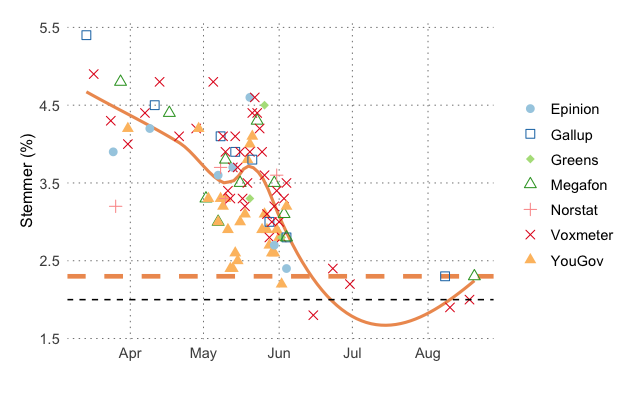 5.5
4.5
3.5
2.5
1.5
Stemmer (%)
Apr
May
Jun
Jul
Aug
Epinion
Gallup
Greens
Megafon
Norstat
Voxmeter
YouGov